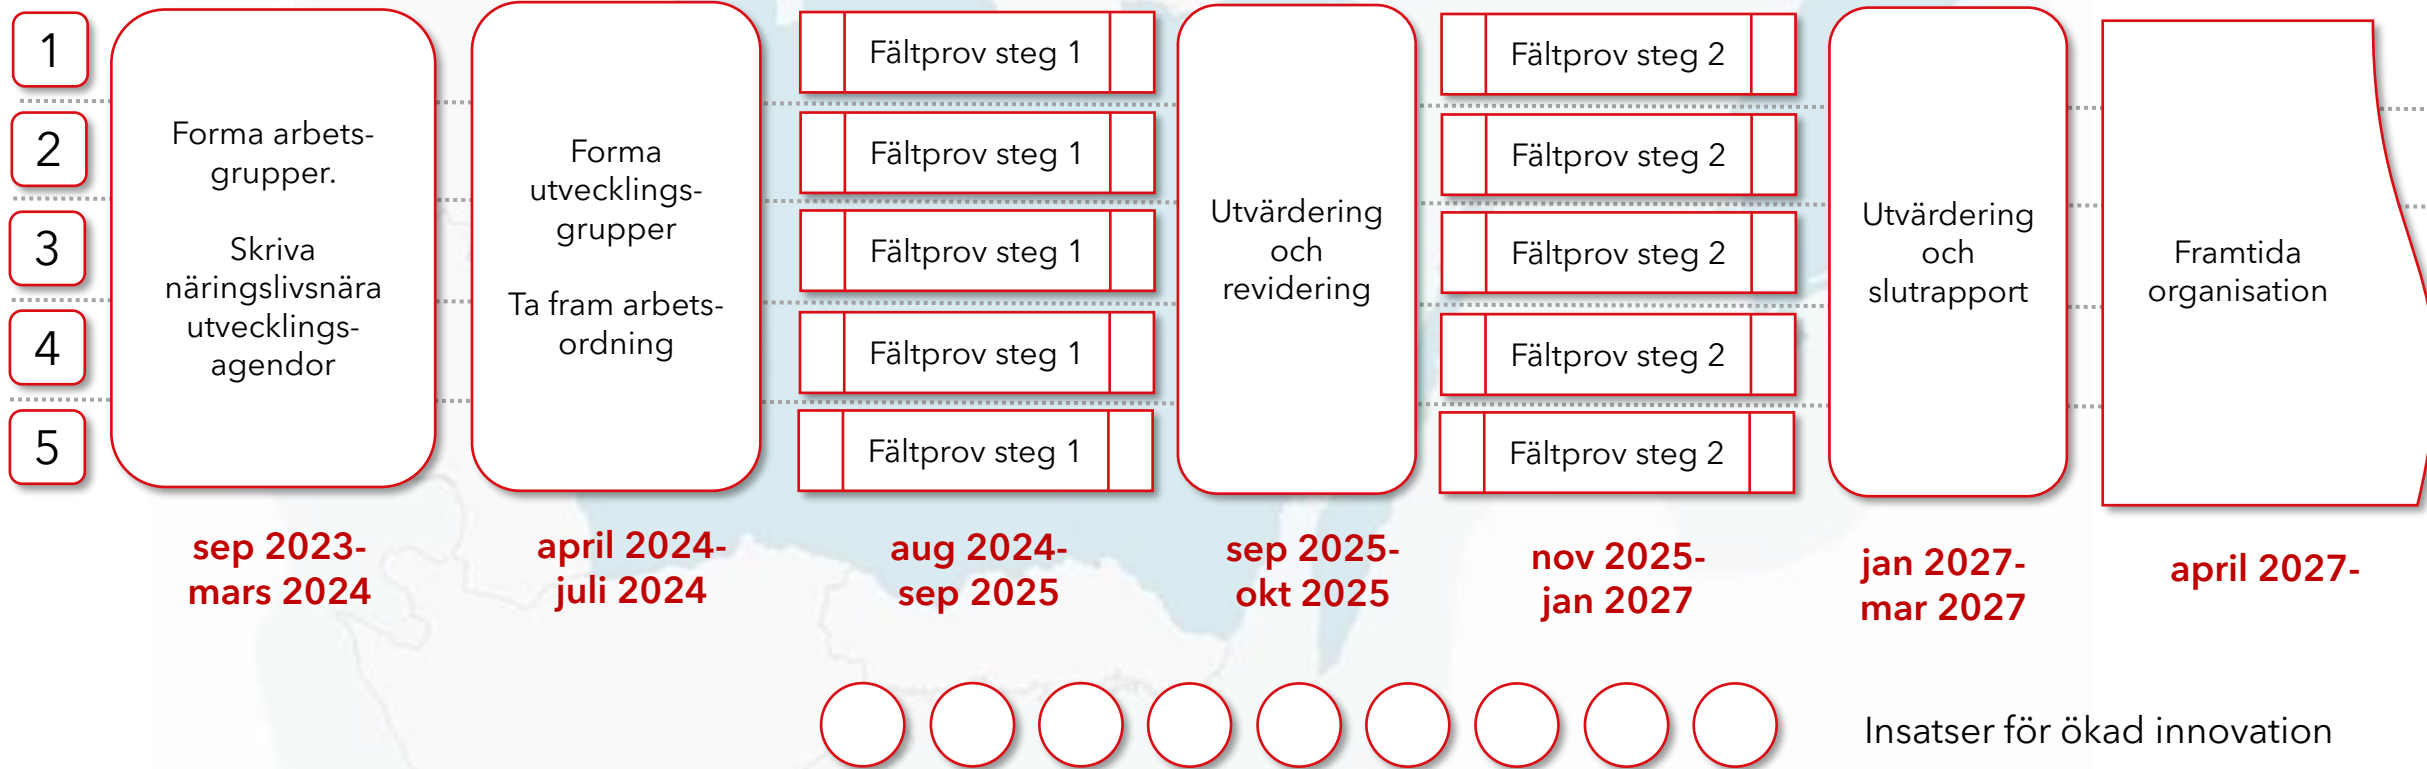 1
2
3
4
5
Forma arbets-
grupper.
Skriva
näringslivsnära
utvecklings-
agendor
Forma
utvecklings-
grupper
Ta fram arbets-
ordning
Fältprov steg 1
Fältprov steg 1
Fältprov steg 1
Fältprov steg 1
Fältprov steg 1
Utvärdering
och
revidering
Fältprov steg 2
Fältprov steg 2
Fältprov steg 2
Fältprov steg 2
Fältprov steg 2
Utvärdering
och
slutrapport
Framtida
organisation
sep 2023-
mars 2024
april 2024-
juli 2024
aug 2024-
sep 2025
sep 2025-
okt 2025
nov 2025-
jan 2027
jan 2027-
mar 2027
april 2027-
Insatser för ökad innovation